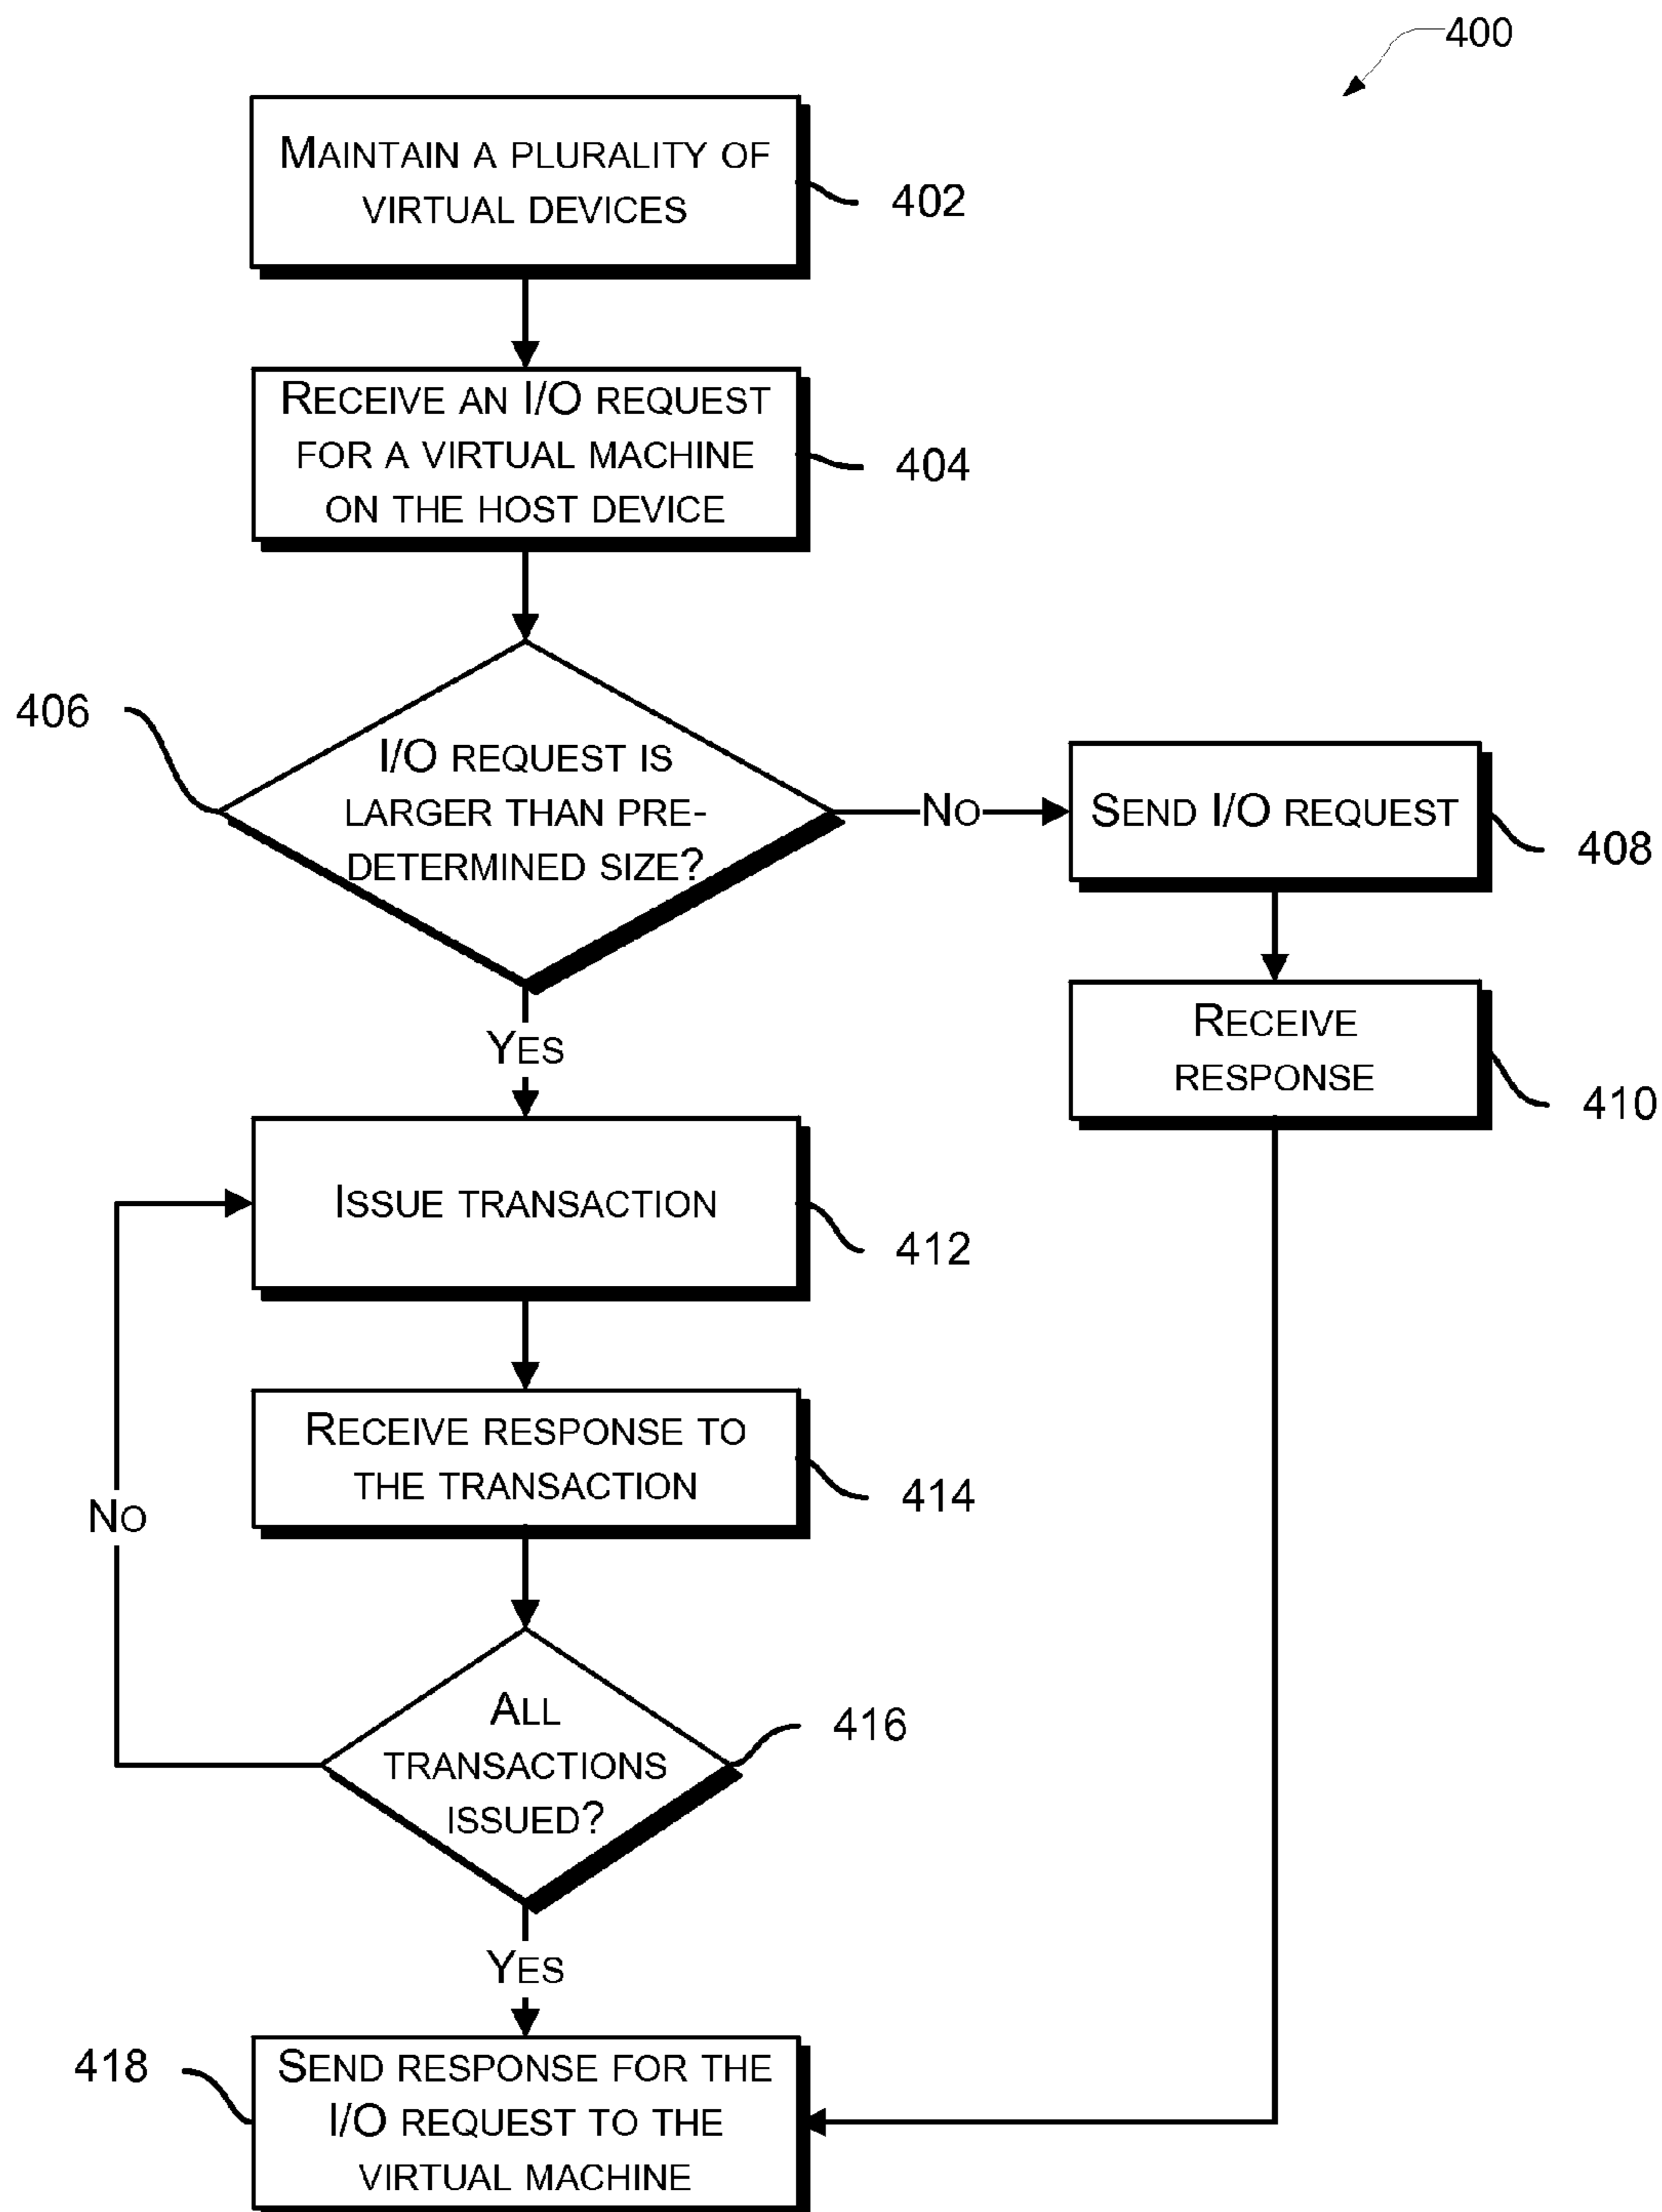 400
MAINTAIN A PLURALITY OF
VIRTUAL DEVICES
402
RECEIVE AN I/O REQUEST
FOR A VIRTUAL MACHINE
ON THE HOST DEVICE
404
406
I/O REQUEST IS
LARGER THAN PRE-
DETERMINED SIZE?
NO
SEND I/O REQUEST
408
YES
RECEIVE
RESPONSE
410
ISSUE TRANSACTION
412
RECEIVE RESPONSE TO
THE TRANSACTION
414
NO
ALL
TRANSACTIONS
ISSUED?
416
YES
418
SEND RESPONSE FOR THE
I/O REQUEST TO THE
VIRTUAL MACHINE